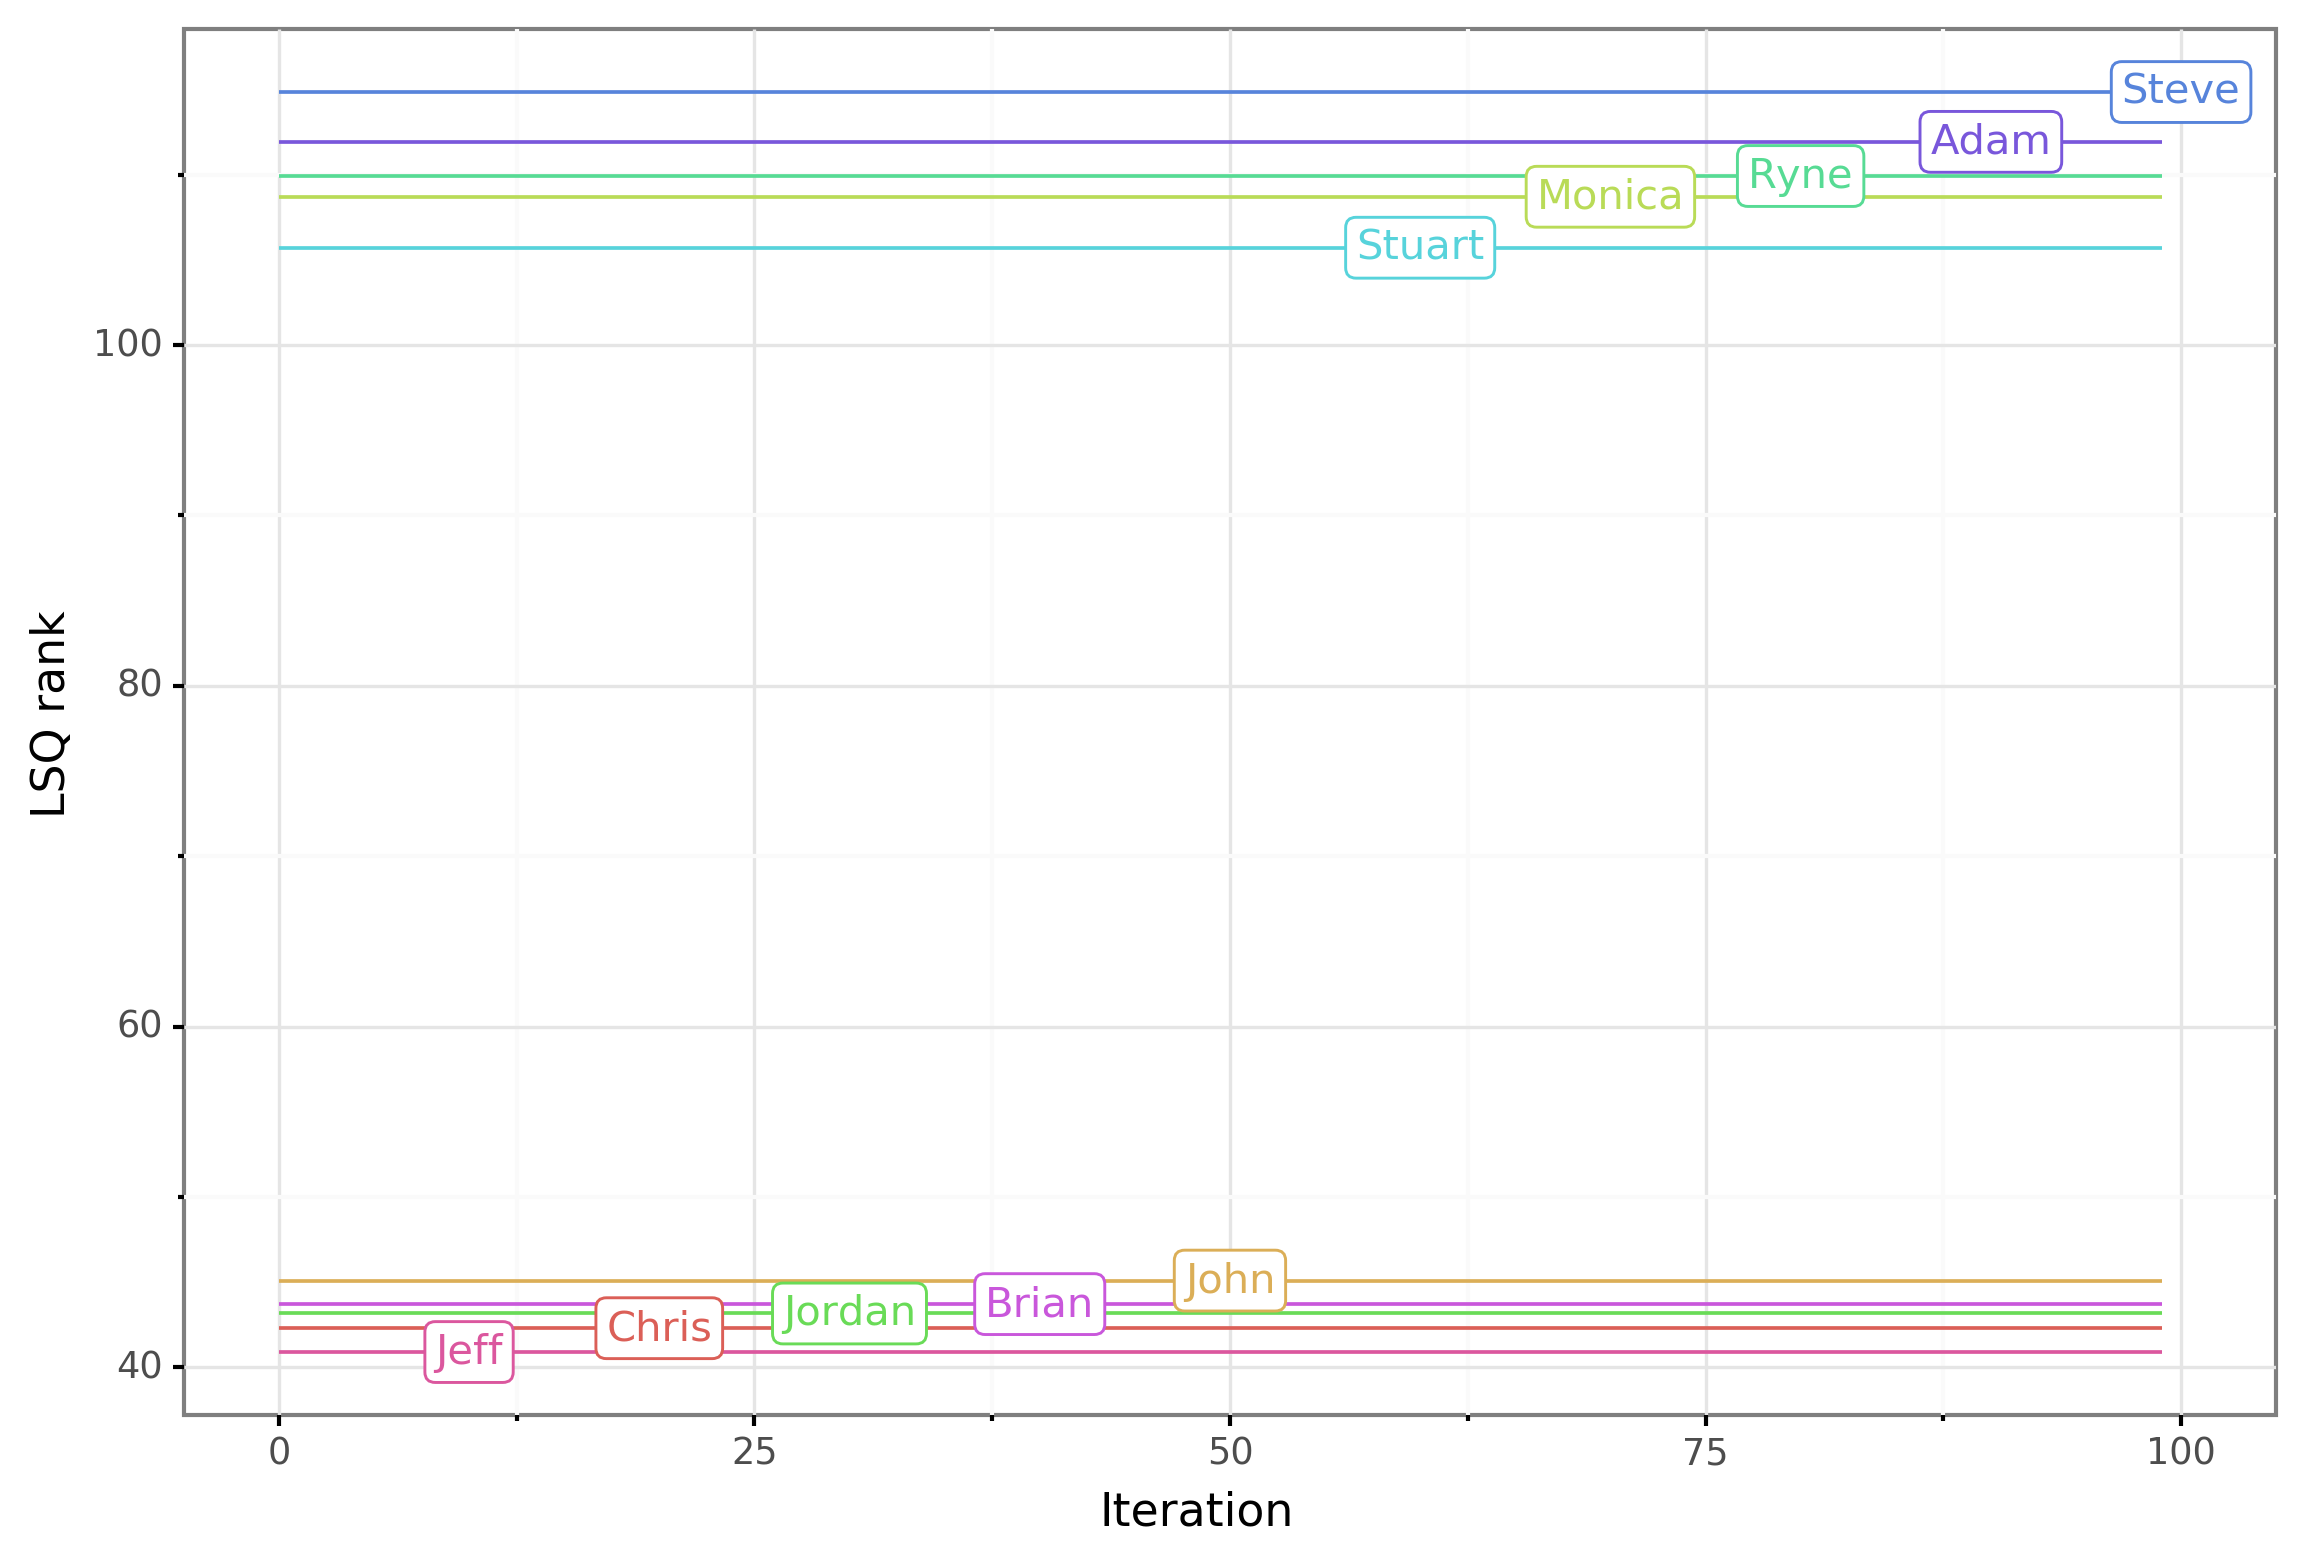 Steve
Adam
Ryne
Monica
Stuart
100
80
60
40
LSQ rank
John
Brian
Jordan
Chris
Jeff
0 25 50 75 100
Iteration